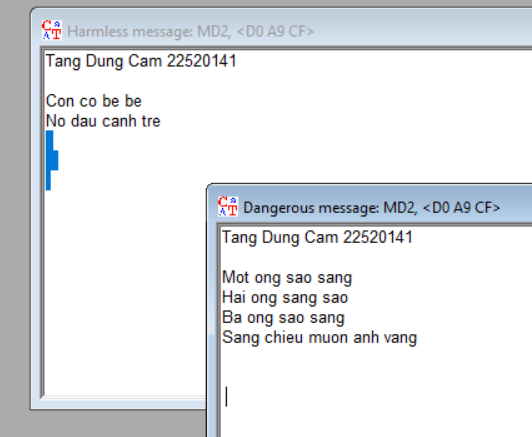 Harmless message: MD2, <D0 A9 CF>
Tang Dung Cam 22520141
Con co be be
No dau canh tre
Dangerous message: MD2, <D0 A9 CF>
Tang Dung Cam 22520141
Mot ong sao sang
Hai ong sang sao
Ba ong sao sang
Sang chieu muon anh vang